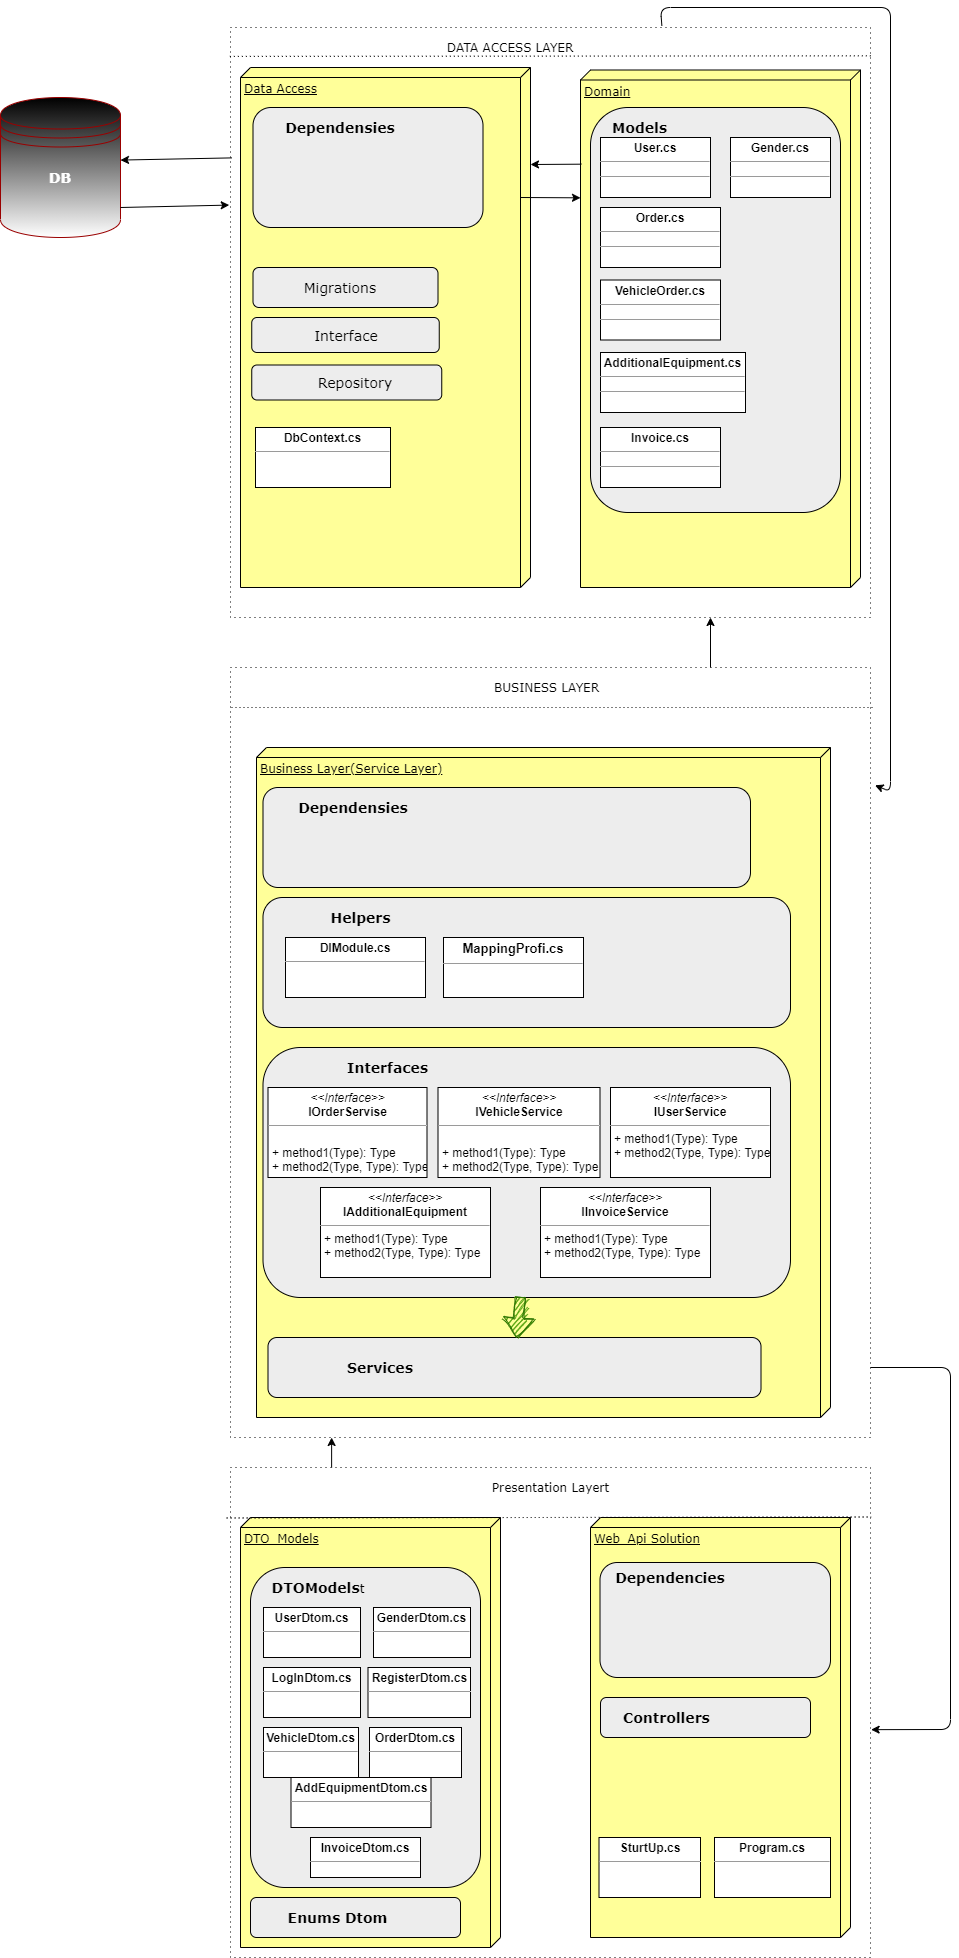 DATA ACCESS LAYER
Data Access
Domain
DB
Dependensies
Migrations
Interface
Repository
DbContext.cs
Models
User.cs
Gender.cs
Order.cs
VehicleOrder.cs
AdditionalEquipment.cs
Invoice.cs
BUSINESS LAYER
Business Layer(Service Layer)
Dependensies
Helpers
DIModule.cs
MappingProfi.cs
Interfaces
<<Interface>>
IOrderServise
+ method1(Type): Type
+ method2(Type, Type): Type
<<Interface>>
IVehicleService
+ method1(Type): Type
+ method2(Type, Type): Type
<<Interface>>
IUserService
+ method1(Type): Type
+ method2(Type, Type): Type
<<Interface>>
IAdditionalEquipment
+ method1(Type): Type
+ method2(Type, Type): Type
<<Interface>>
IInvoiceService
+ method1(Type): Type
+ method2(Type, Type): Type
Services
Presentation Layert
DTO_Models
DTOModelst
UserDtom.cs
GenderDtom.cs
LogInDtom.cs
RegisterDtom.cs
VehicleDtom.cs
OrderDtom.cs
AddEquipmentDtom.cs
InvoiceDtom.cs
Enums Dtom
Web_Api Solution
Dependencies
Controllers
SturtUp.cs
Program.cs